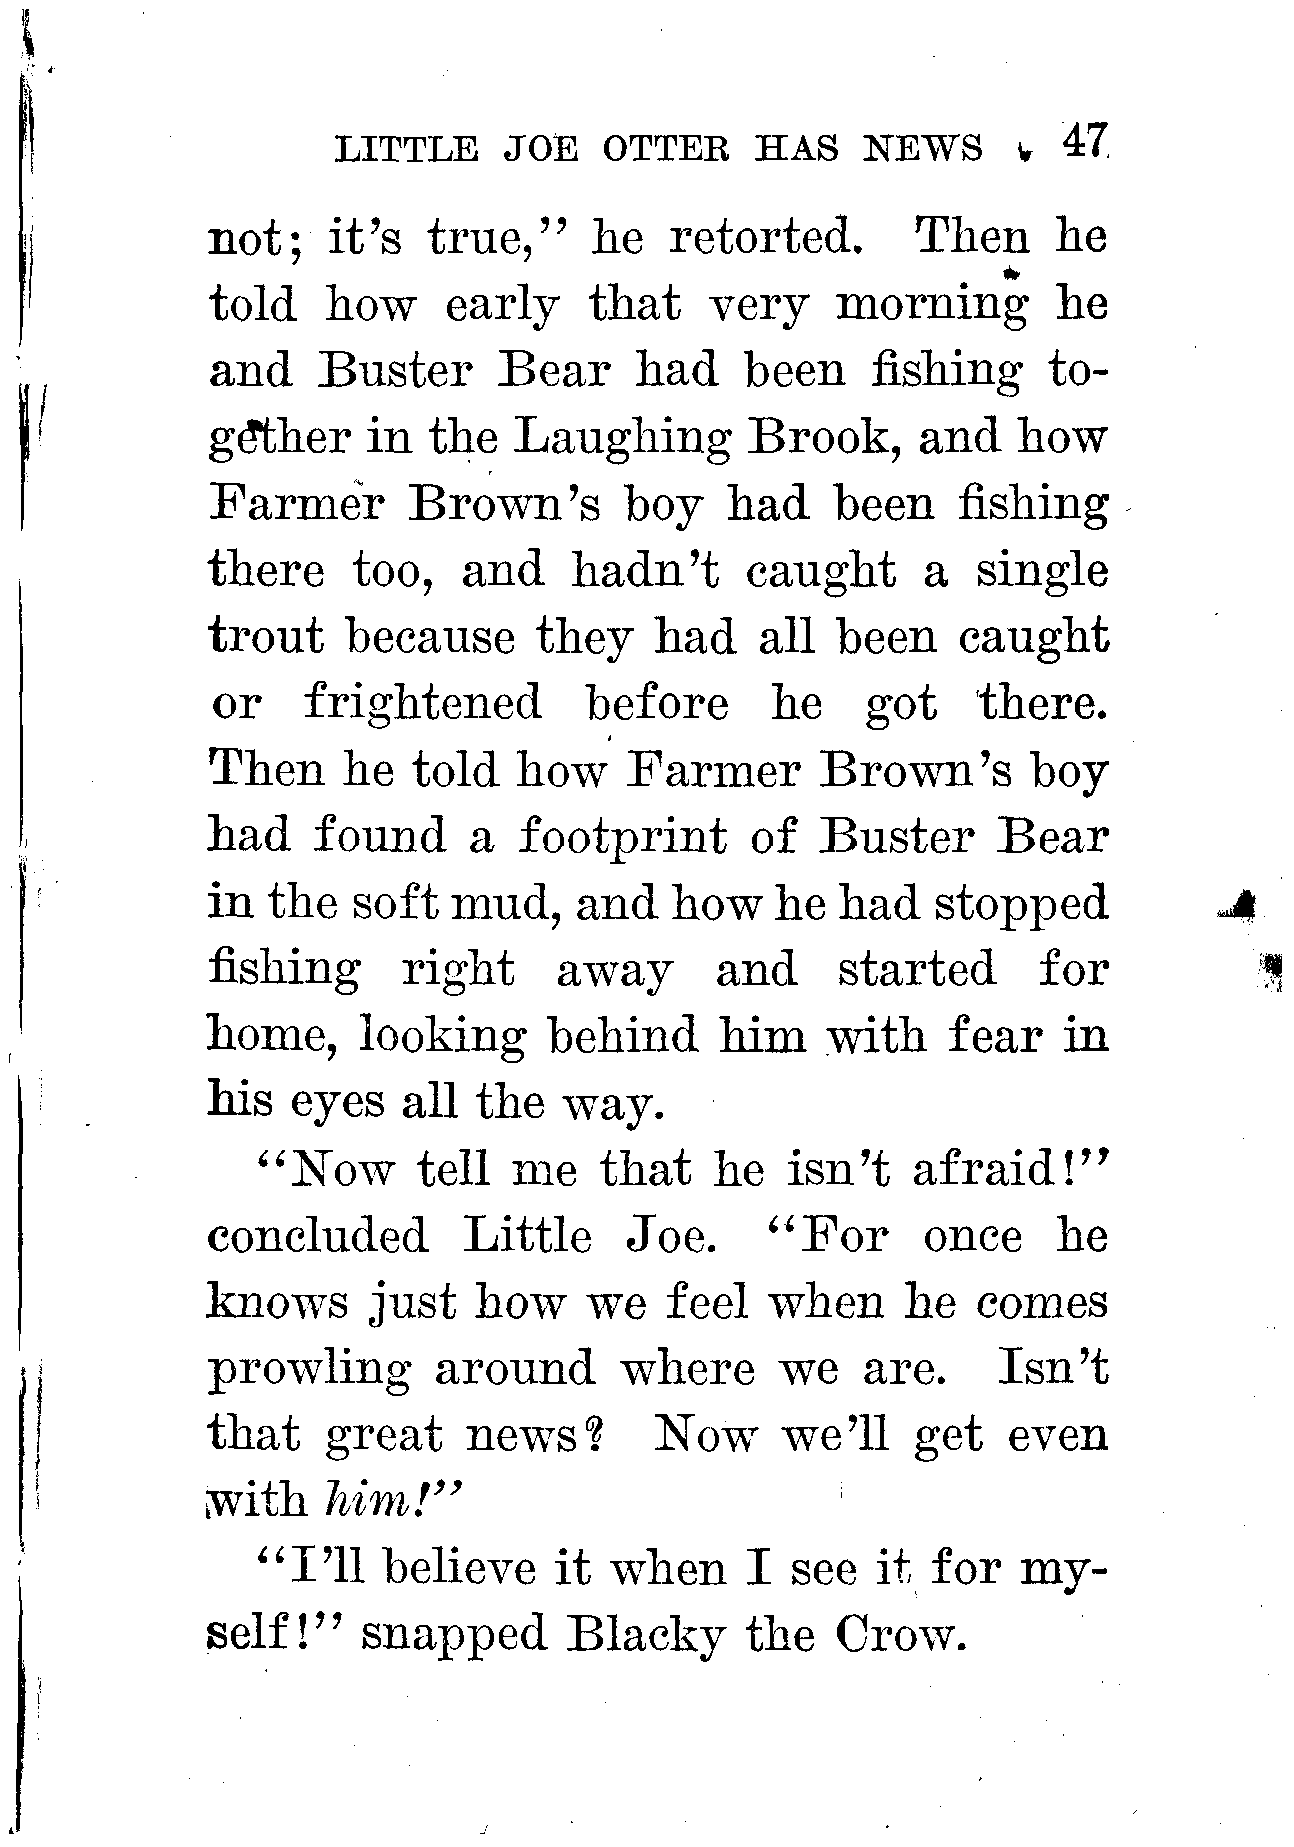 LITTLE JOE OTTER HAS NEWS 47
not; it's true," he retorted. Then he
told how early that very morning he
and Buster Bear had been fishing to-
gether in the Laughing Brook, and how
Farmer Brown's boy had been fishing
there too, and hadn't caught a single
trout because they had all been caught
or frightened before he got there.
Then he told how Farmer Brown's boy
had found a footprint of Buster Bear
in the soft mud, and how he had stopped
fishing right away and started for
home, looking behind him with fear in
his eyes all the way.
"Now tell me that he isn't afraid!"
concluded Little Joe. "For once he
knows just how we feel when he comes
prowling around where we are. Isn't
that great news? Now we'll get even
with him!"
"I'll believe it when I see it for my-
self!" snapped Blacky the Crow.